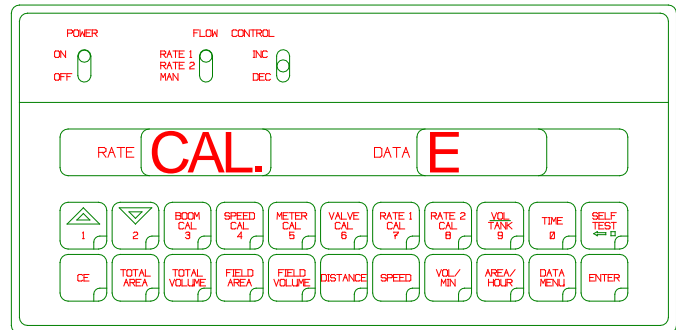 POWER
ON
OFF
FLOW CONTROL
RATE 1
RATE 2
MAN
INC
DEC
RATE CAL. DATA E
1
2
BOOM CAL 3
SPEED CAL 4
METER CAL 5
VALVE CAL 6
RATE 1 CAL 7
RATE 2 CAL 8
VOL TANK 9
TIME 0
SELF TEST
CE
TOTAL AREA
TOTAL VOLUME
FIELD AREA
FIELD VOLUME
DISTANCE
SPEED
VOL/ MIN
AREA/ HOUR
DATA MENU
ENTER